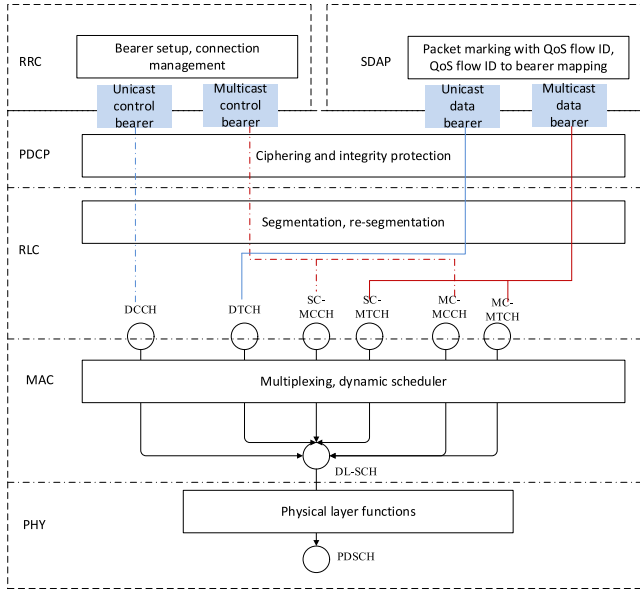 RRC
Bearer setup, connection
management
SDAP
Packet marking with QoS flow ID,
QoS flow ID to bearer mapping
Unicast
control
bearer
Multicast
control
bearer
Unicast
data
bearer
Multicast
data
bearer
PDCP
Ciphering and integrity protection
RLC
Segmentation, re-segmentation
DCCH
DTCH
SC-
MCCH
SC-
MTCH
MC-
MCCH
MC-
MTCH
MAC
Multiplexing, dynamic scheduler
DL-SCH
PHY
Physical layer functions
PDSCH